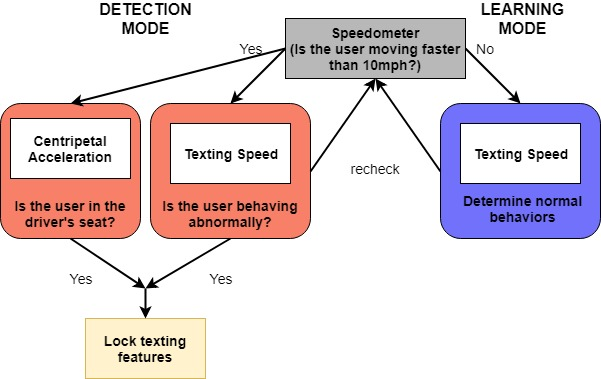 DETECTION
MODE
LEARNING
MODE
Speedometer
(Is the user moving faster
than 10mph?)
Yes
No
Centripetal
Acceleration
Is the user in the
driver's seat?
Texting Speed
Is the user behaving
abnormally?
recheck
Texting Speed
Determine normal
behaviors
Yes
Yes
Lock texting
features